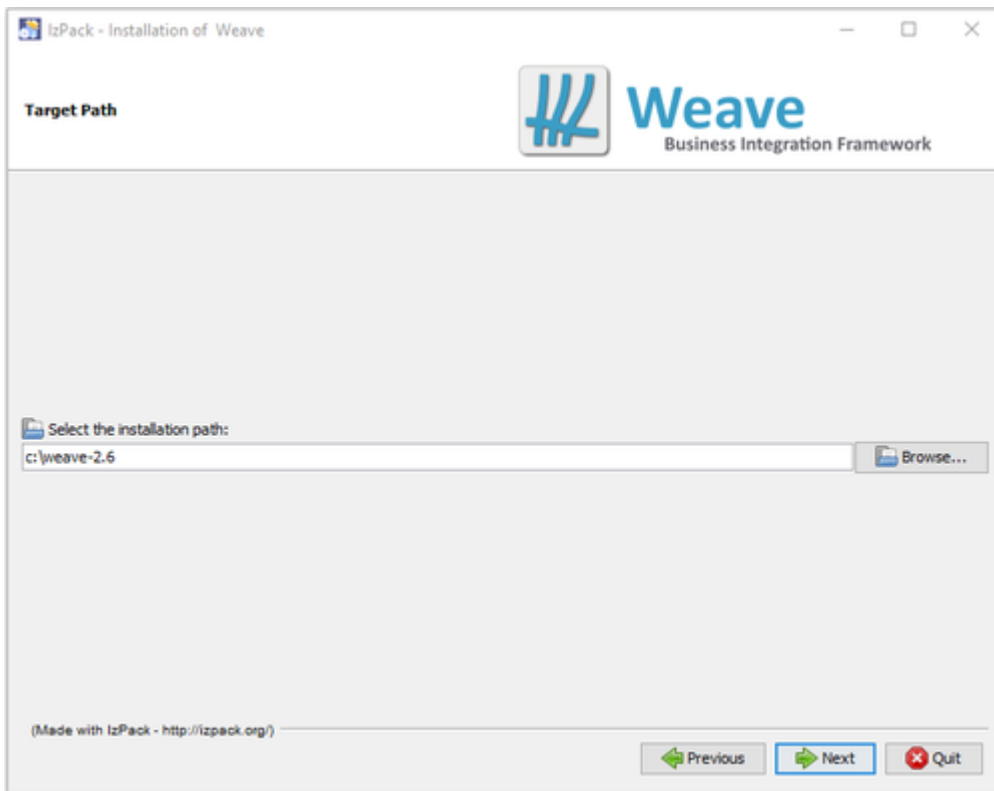 IzPack - Installation of  Weave
Target Path
Weave
Business Integration Framework
Select the installation path:
c:\weave-2.6
Browse...
(Made with IzPack - http://izpack.org/)
Previous
Next
Quit